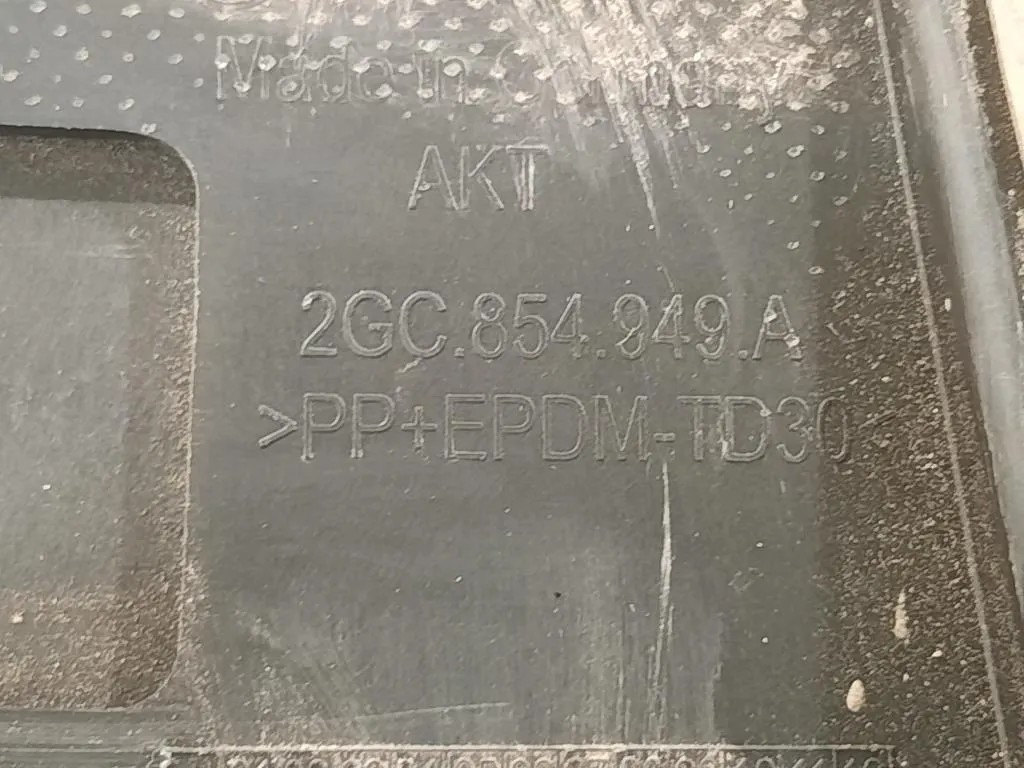 Made in Germany
AKT
2GC.854.949.A
>PP+EPDM-TD30<